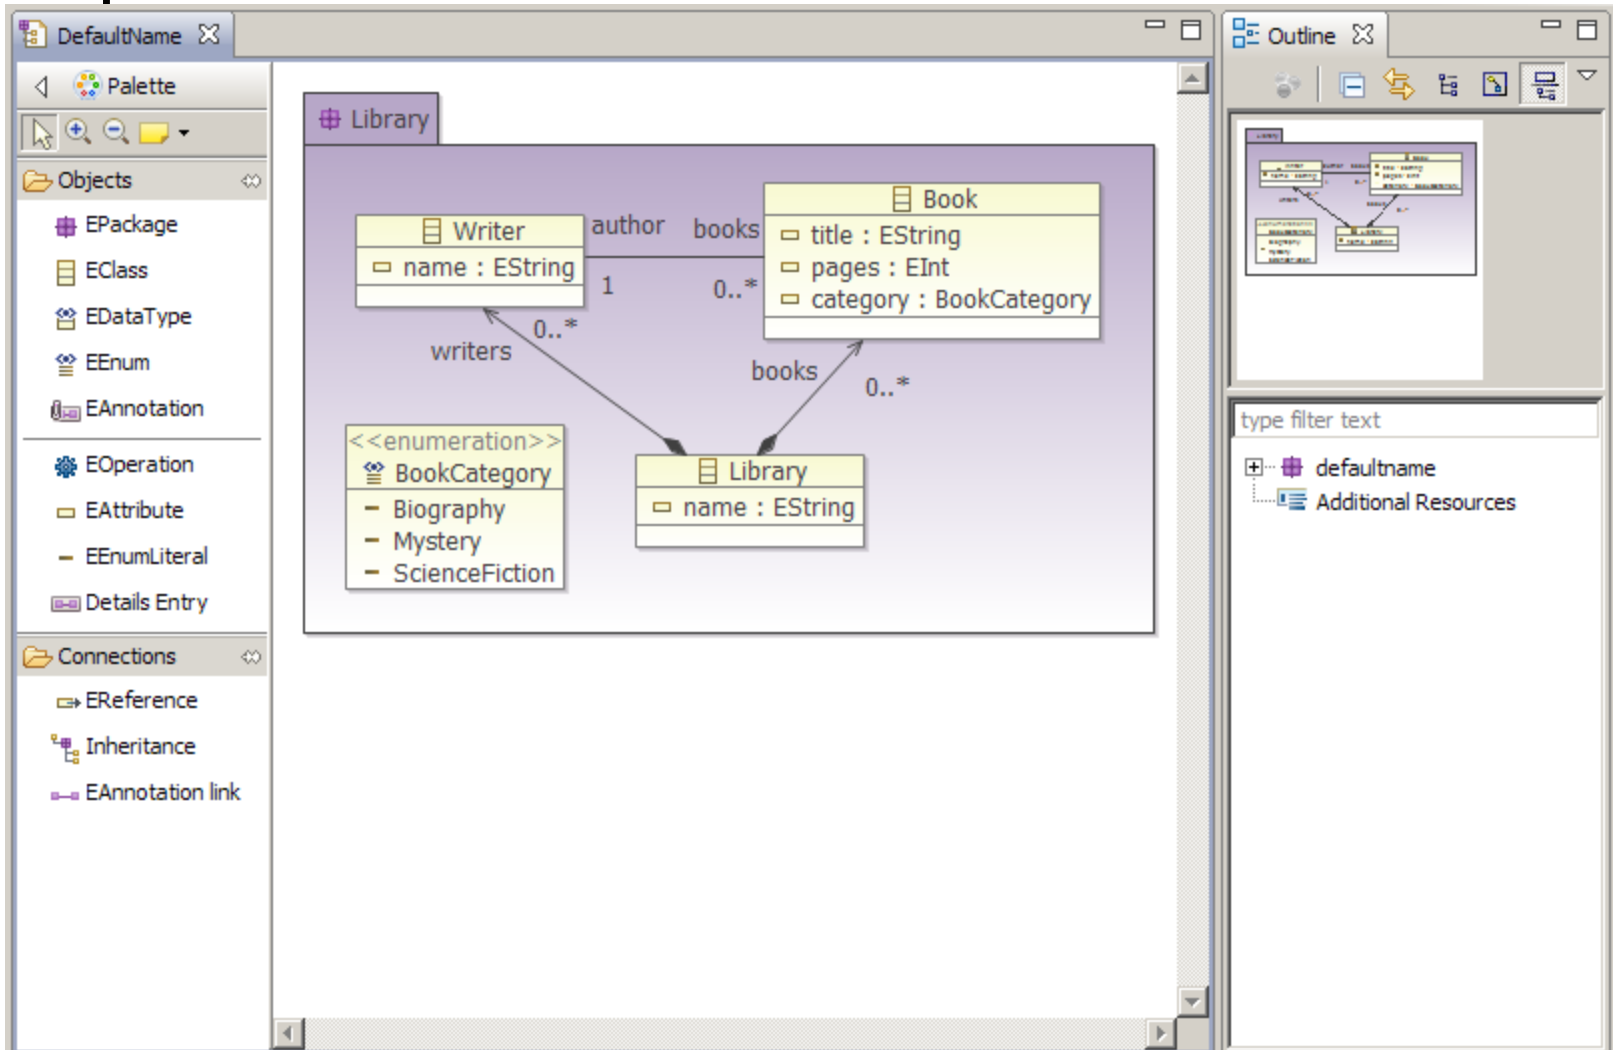 DefaultName
Palette
Objects
EPackage
EClass
EDataType
EEnum
EAnnotation
EOperation
EAttribute
EEnumLiteral
Details Entry
Connections
EReference
Inheritance
EAnnotation link
Library
Writer
name : EString
author
books
1
0..*
Book
title : EString
pages : EInt
category : BookCategory
0..*
writers
books
0..*
<<enumeration>>
BookCategory
Biography
Mystery
ScienceFiction
Library
name : EString
Outline
type filter text
defaultname
Additional Resources